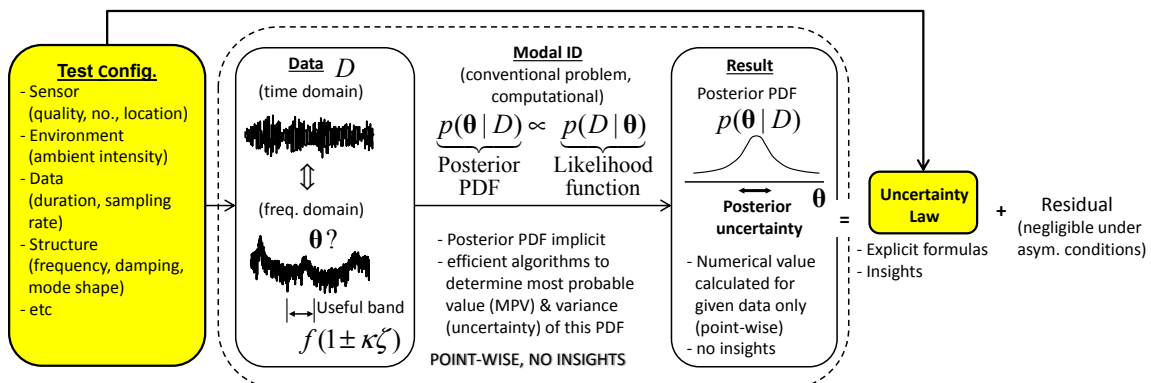 Test Config.
- Sensor
(quality, no., location)
- Environment
(ambient intensity)
- Data
(duration, sampling
rate)
- Structure
(frequency, damping,
mode shape)
- etc
Data D
(time domain)
⇕
(freq. domain)
θ?
Useful band
f(1 ± κζ)
Modal ID
(conventional problem,
computational)
p(θ | D) ∝ p(D | θ)
Posterior Likelihood
PDF function
- Posterior PDF implicit
- efficient algorithms to
determine most probable
value (MPV) & variance
(uncertainty) of this PDF
POINT-WISE, NO INSIGHTS
Result
Posterior PDF
p(θ | D)
θ
Posterior
uncertainty
- Numerical value
calculated for
given data only
(point-wise)
- no insights
=
Uncertainty
Law
- Explicit formulas
- Insights
+
Residual
(negligible under
asym. conditions)